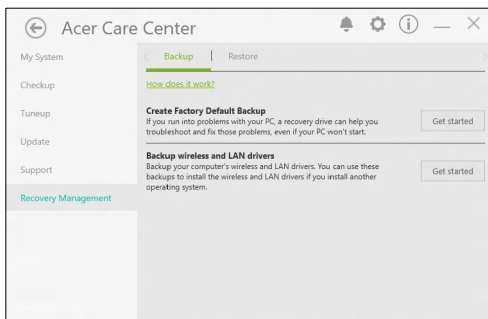 Acer Care Center
My System
Checkup
Tuneup
Update
Support
Recovery Management
Backup
Restore
How does it work?
Create Factory Default Backup
If you run into problems with your PC, a recovery drive can help you
troubleshoot and fix those problems, even if your PC won't start.
Get started
Backup wireless and LAN drivers
Backup your computer's wireless and LAN drivers. You can use these
backups to install the wireless and LAN drivers if you install another
operating system.
Get started